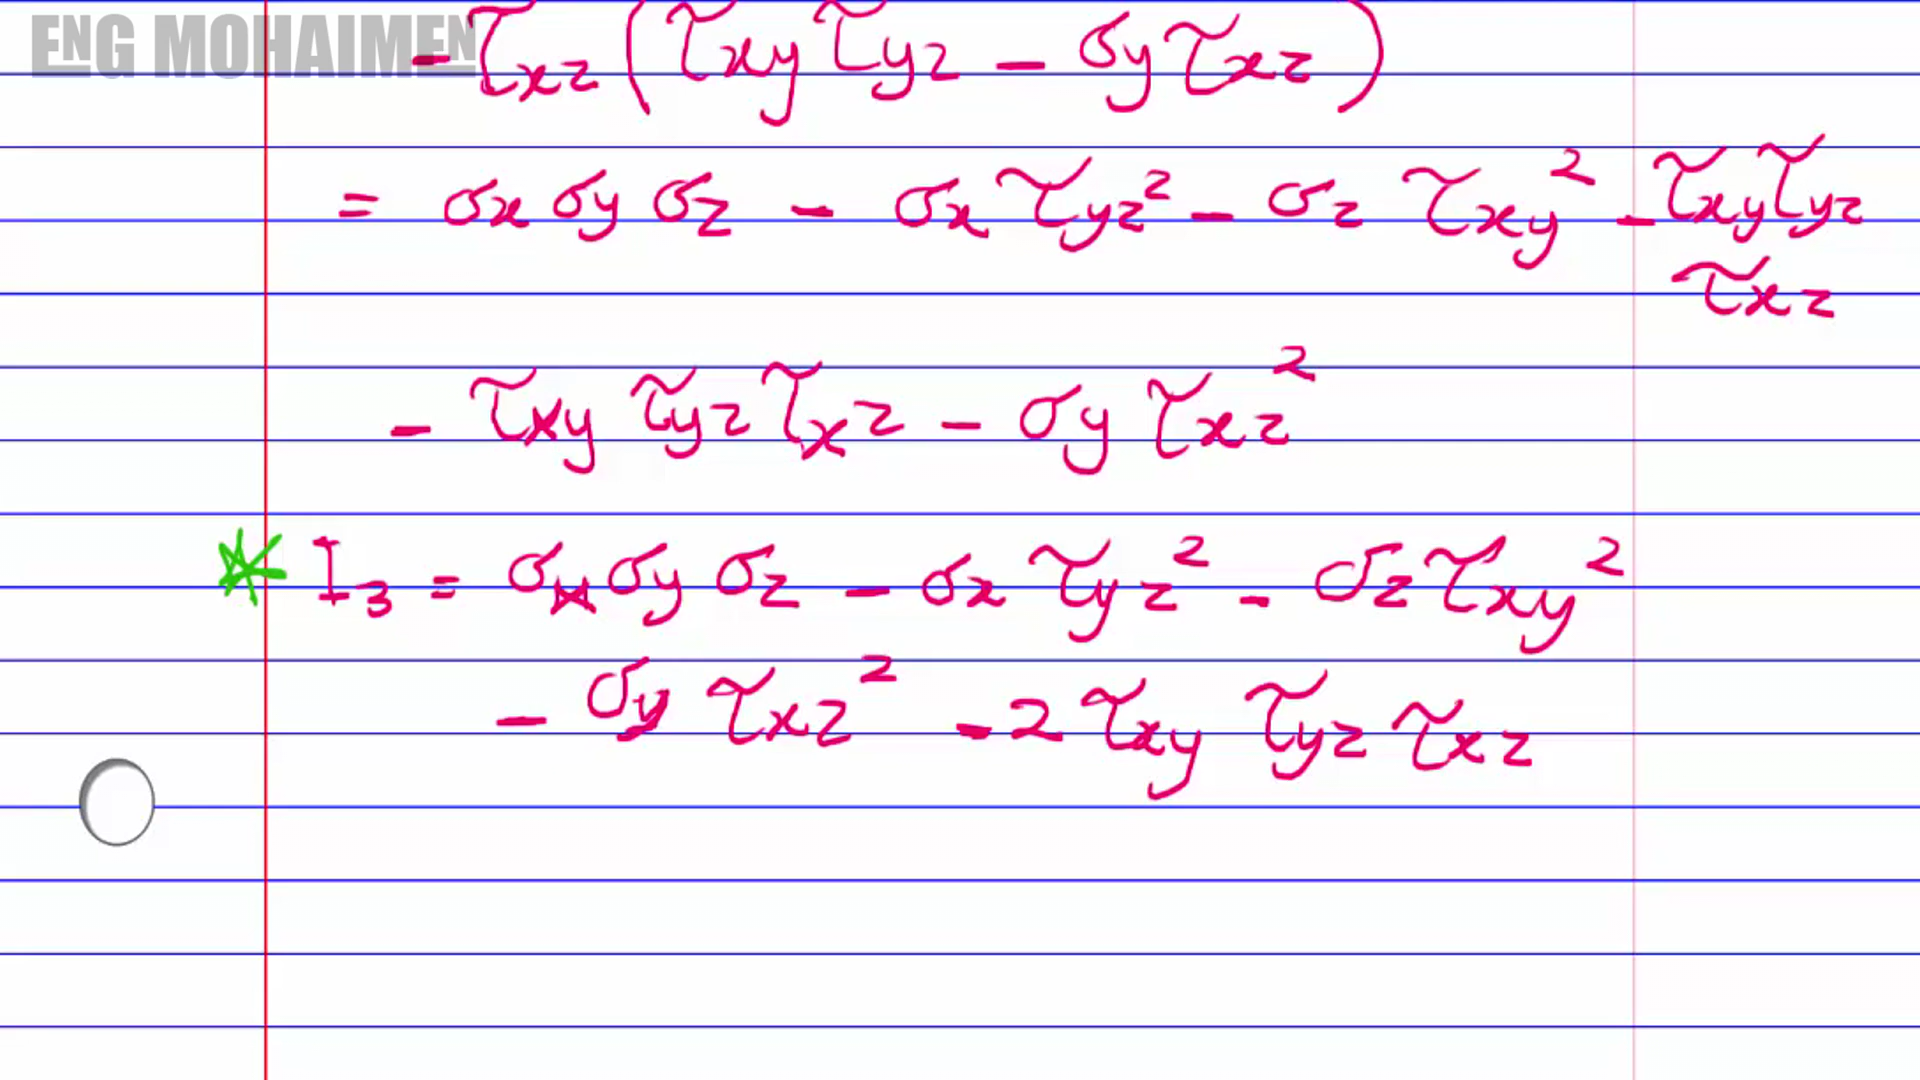 ENG MOHAIMEN
- τxz (τxy τyz - σy τxz)
= σx σy σz - σx τyz² - σz τxy² - τxy τyz
τxz
- τxy τyz τxz - σy τxz²
* I₃ = σx σy σz - σx τyz² - σz τxy²
- σy τxz² - 2 τxy τyz τxz